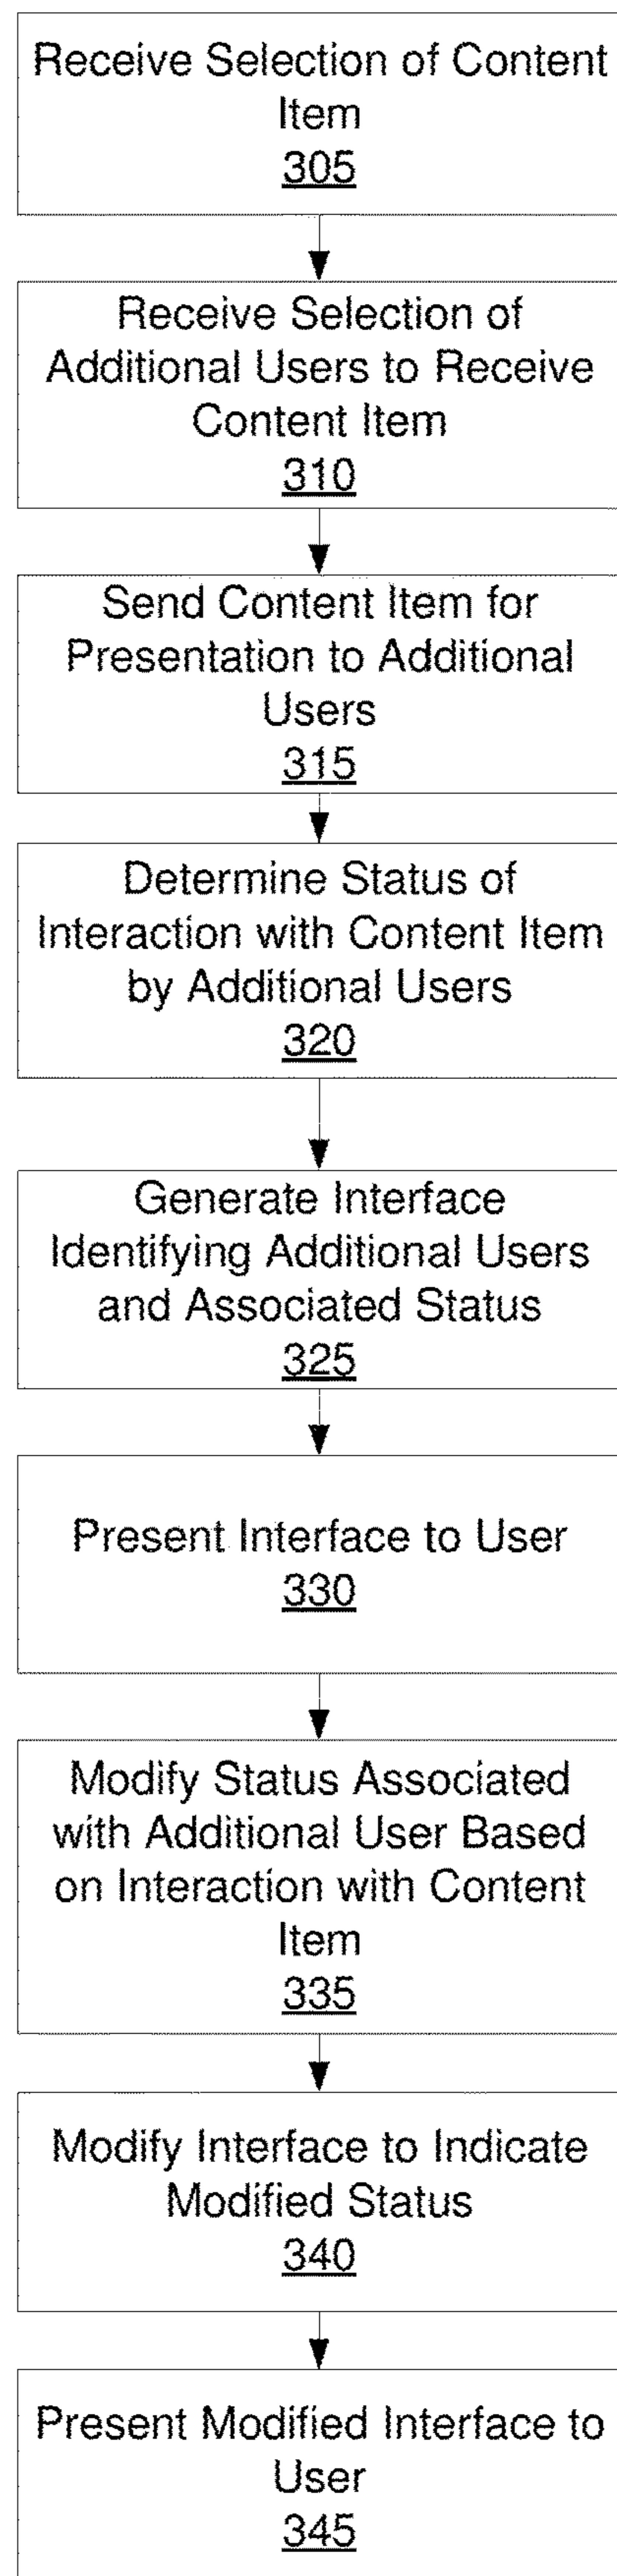 Receive Selection of Content
Item
305
Receive Selection of
Additional Users to Receive
Content Item
310
Send Content Item for
Presentation to Additional
Users
315
Determine Status of
Interaction with Content Item
by Additional Users
320
Generate Interface
Identifying Additional Users
and Associated Status
325
Present Interface to User
330
Modify Status Associated
with Additional User Based
on Interaction with Content
Item
335
Modify Interface to Indicate
Modified Status
340
Present Modified Interface to
User
345